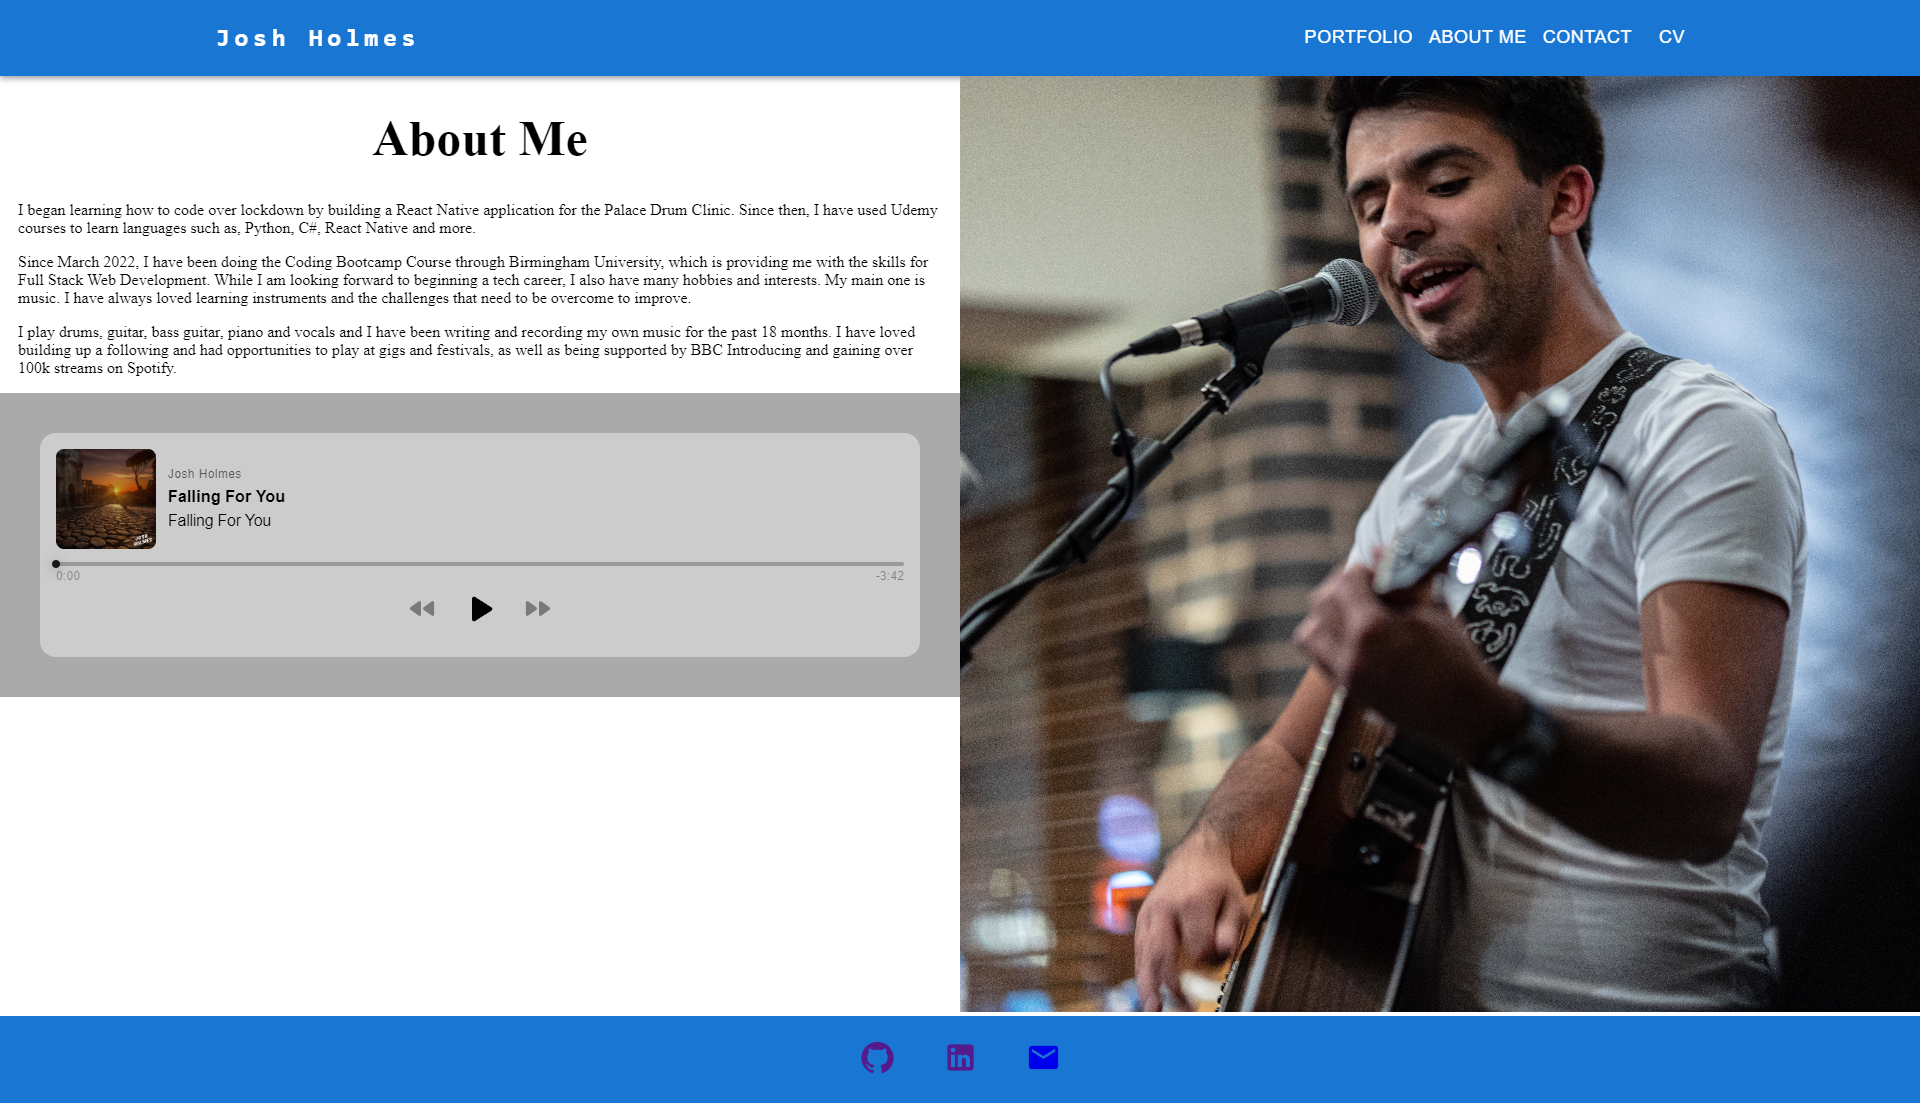 Josh Holmes
PORTFOLIO ABOUT ME CONTACT CV
About Me
I began learning how to code over lockdown by building a React Native application for the Palace Drum Clinic. Since then, I have used Udemy
courses to learn languages such as, Python, C#, React Native and more.
Since March 2022, I have been doing the Coding Bootcamp Course through Birmingham University, which is providing me with the skills for
Full Stack Web Development. While I am looking forward to beginning a tech career, I also have many hobbies and interests. My main one is
music. I have always loved learning instruments and the challenges that need to be overcome to improve.
I play drums, guitar, bass guitar, piano and vocals and I have been writing and recording my own music for the past 18 months. I have loved
building up a following and had opportunities to play at gigs and festivals, as well as being supported by BBC Introducing and gaining over
100k streams on Spotify.
JOSH
HOLMES
Josh Holmes
Falling For You
Falling For You
0:00
-3:42
in